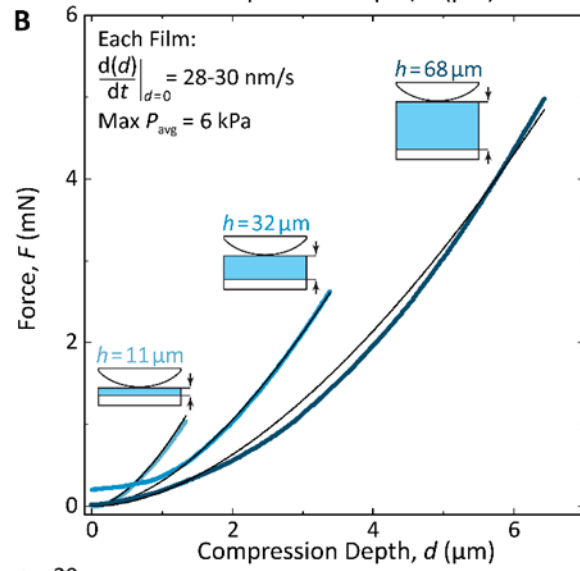 B
Each Film:
d(d)/dt|d=0 = 28-30 nm/s
Max Pavg = 6 kPa
h = 68 μm
h = 32 μm
h = 11 μm
Force, F (mN)
6
4
2
0
0 2 4 6
Compression Depth, d (μm)